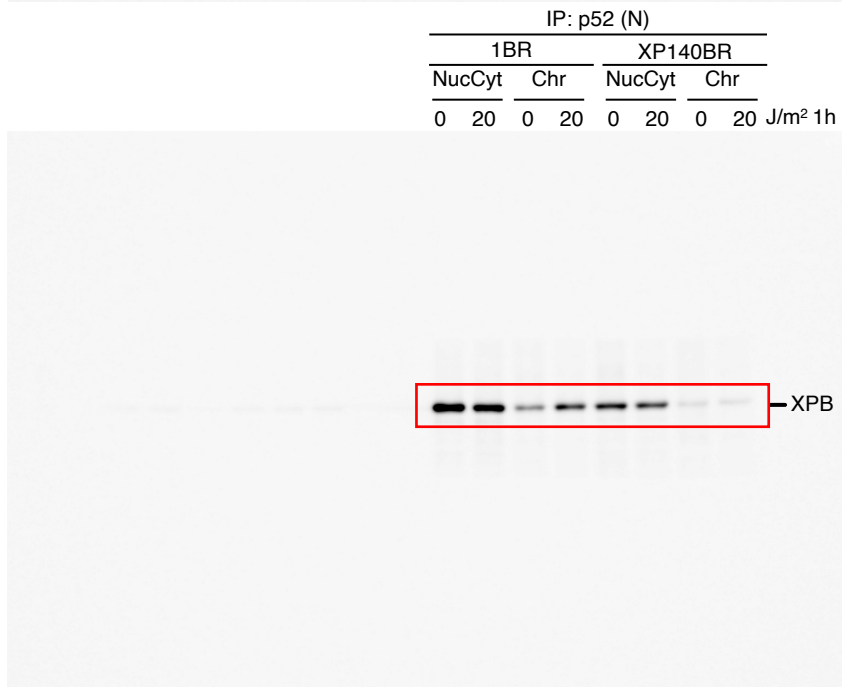 IP: p52 (N)
1BR XP140BR
NucCyt Chr NucCyt Chr
0 20 0 20 0 20 0 20 J/m² 1h
XPB